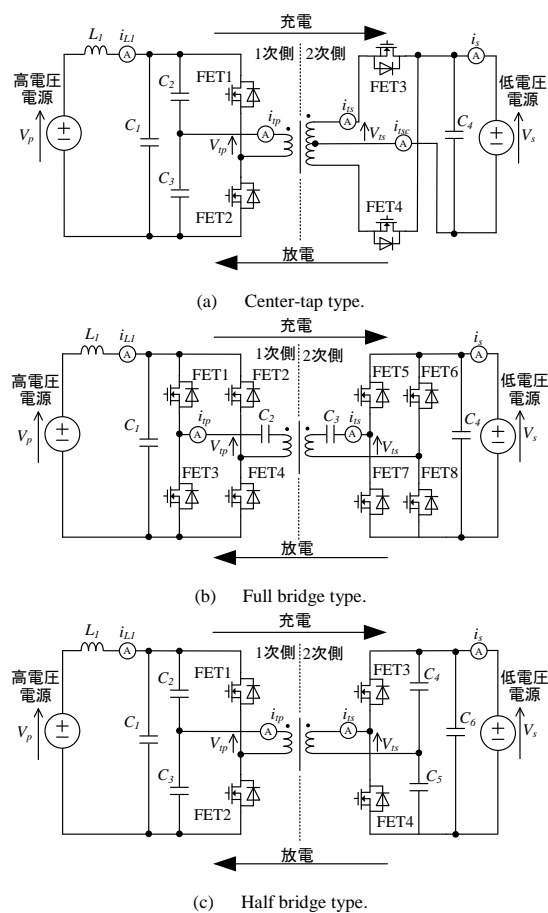 充電
L1
iL1
1次側
2次側
is
高電圧
電源
Vp
C1
C2
C3
FET1
FET2
itp
Vtp
FET3
its
Vts
itsc
C4
FET4
低電圧
電源
Vs
放電
(a) Center-tap type.
充電
L1
iL1
1次側
2次側
is
高電圧
電源
Vp
C1
FET1
FET2
itp
C2
Vtp
FET3
FET4
C3
its
Vts
FET5
FET6
FET7
FET8
C4
低電圧
電源
Vs
放電
(b) Full bridge type.
充電
L1
iL1
1次側
2次側
is
高電圧
電源
Vp
C1
C2
C3
FET1
FET2
itp
Vtp
FET3
its
Vts
C4
C5
C6
FET4
低電圧
電源
Vs
放電
(c) Half bridge type.